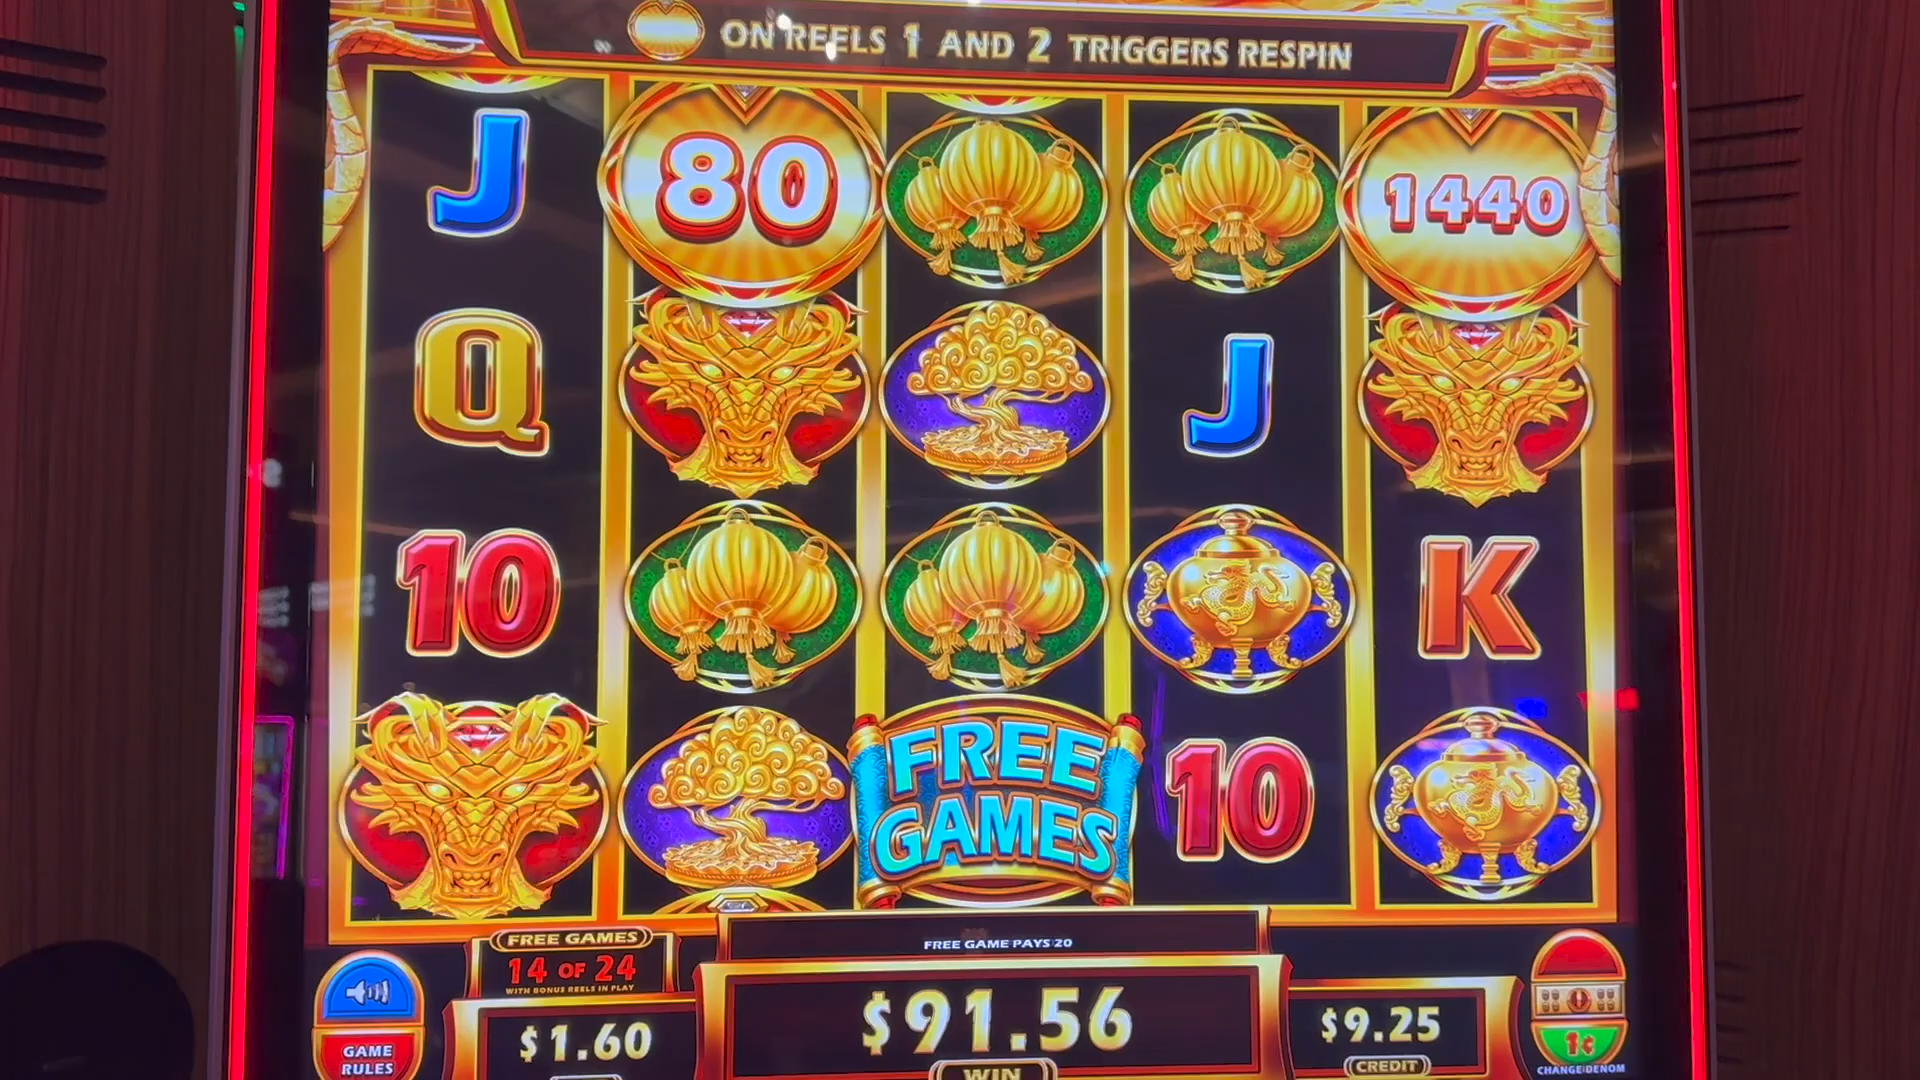 ON REELS 1 AND 2 TRIGGERS RESPIN
J
80
1440
Q
J
10
K
FREE
GAMES
10
FREE GAME PAYS 20
FREE GAMES
14 OF 24
WITH BONUS REELS IN PLAY
$1.60
$91.56
WIN
$9.25
CREDIT
GAME
RULES
1¢
CHANGE DENOM